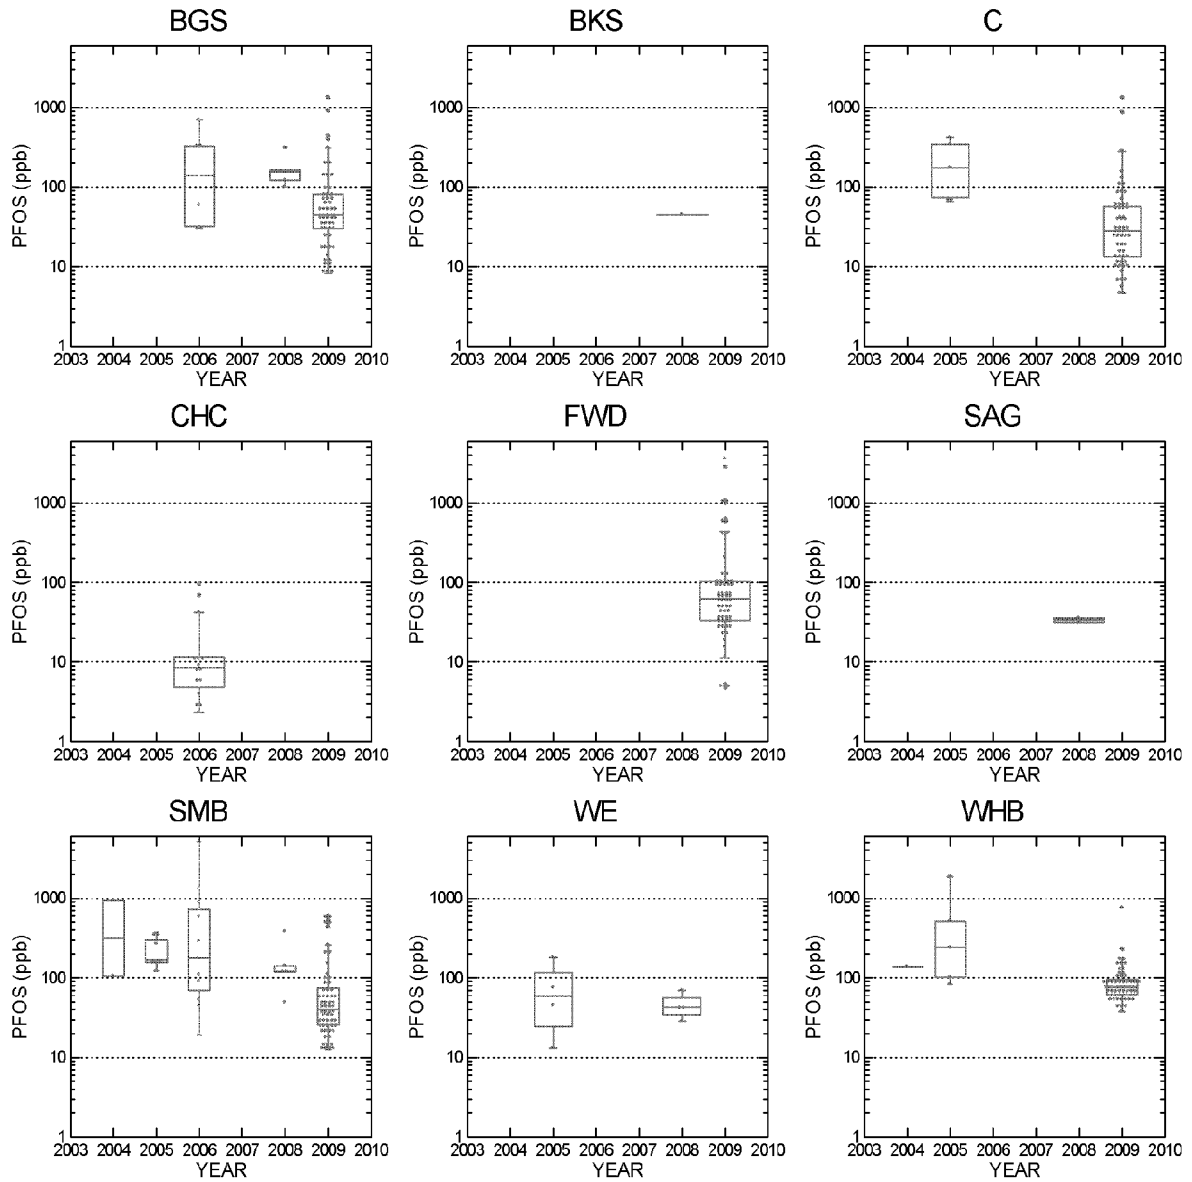 BGS BKS C
PFOS (ppb) PFOS (ppb) PFOS (ppb)
1000 1000 1000
100 100 100
10 10 10
1 1 1
2003 2004 2005 2006 2007 2008 2009 2010 2003 2004 2005 2006 2007 2008 2009 2010 2003 2004 2005 2006 2007 2008 2009 2010
YEAR YEAR YEAR
CHC FWD SAG
PFOS (ppb) PFOS (ppb) PFOS (ppb)
1000 1000 1000
100 100 100
10 10 10
1 1 1
2003 2004 2005 2006 2007 2008 2009 2010 2003 2004 2005 2006 2007 2008 2009 2010 2003 2004 2005 2006 2007 2008 2009 2010
YEAR YEAR YEAR
SMB WE WHB
PFOS (ppb) PFOS (ppb) PFOS (ppb)
1000 1000 1000
100 100 100
10 10 10
1 1 1
2003 2004 2005 2006 2007 2008 2009 2010 2003 2004 2005 2006 2007 2008 2009 2010 2003 2004 2005 2006 2007 2008 2009 2010
YEAR YEAR YEAR